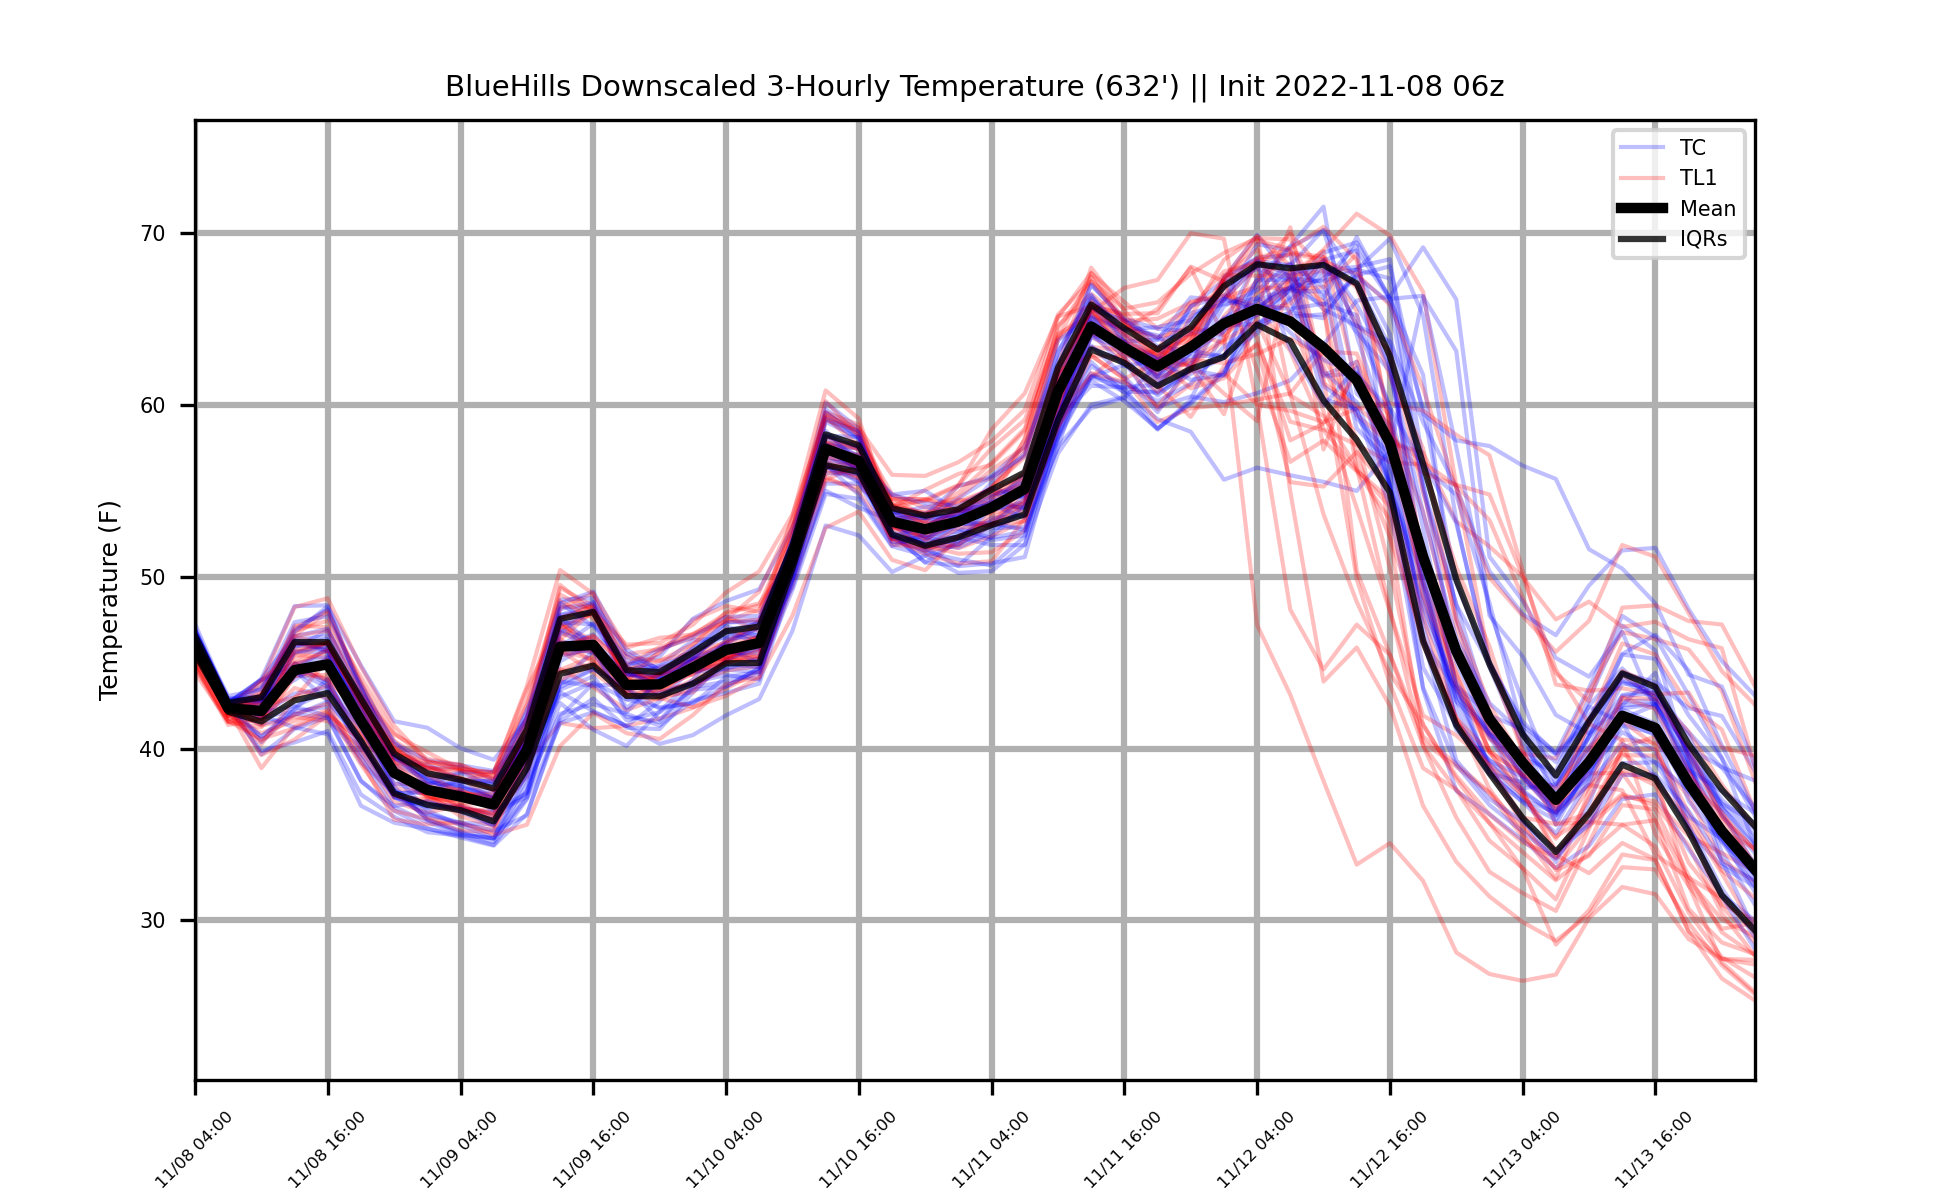 BlueHills Downscaled 3-Hourly Temperature (632') || Init 2022-11-08 06z
TC
TL1
Mean
IQRs
Temperature (F)
70
60
50
40
30
11/08 04:00
11/08 16:00
11/09 04:00
11/09 16:00
11/10 04:00
11/10 16:00
11/11 04:00
11/11 16:00
11/12 04:00
11/12 16:00
11/13 04:00
11/13 16:00